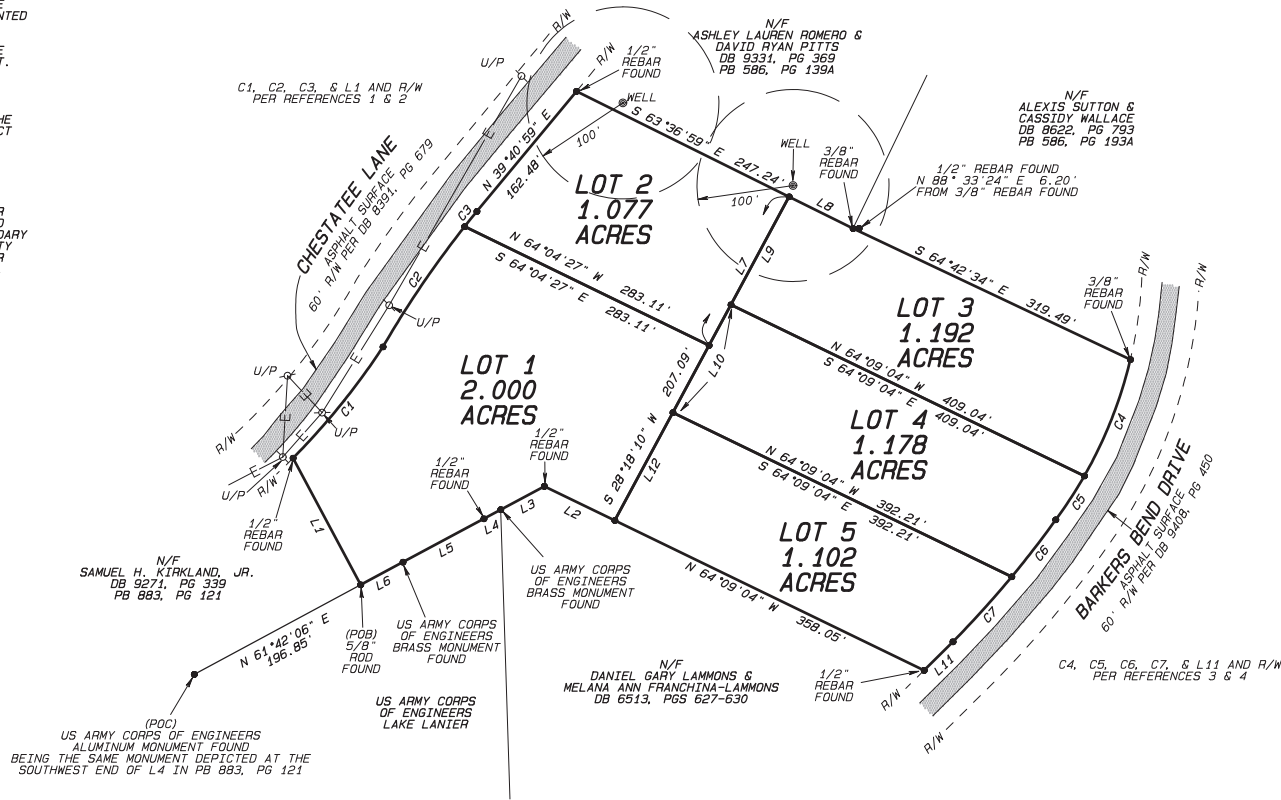 NTED
T.
HE
CT
R
DARY
TY
R
C1, C2, C3, & L1 AND R/W
PER REFERENCES 1 & 2
U/P
R/W
R/W
1/2"
REBAR
FOUND
N/F
ASHLEY LAUREN ROMERO &
DAVID RYAN PITTS
DB 9331, PG 369
PB 586, PG 139A
N/F
ALEXIS SUTTON &
CASSIDY WALLACE
DB 8622, PG 793
PB 586, PG 193A
WELL
100'
WELL
100'
3/8"
REBAR
FOUND
1/2" REBAR FOUND
N 88°33'24" E 6.20'
FROM 3/8" REBAR FOUND
CHESTATEE LANE
ASPHALT SURFACE
60' R/W PER DB 8391, PG 679
N 39°40'59" E
162.48'
S 63°36'59" E 247.24'
L8
S 64°42'34" E 319.49'
3/8"
REBAR
FOUND
R/W
R/W
LOT 2
1.077
ACRES
C3
C2
E
E
N 64°04'27" W 283.11'
S 64°04'27" E 283.11'
L7
L9
LOT 3
1.192
ACRES
N 64°09'04" W 409.04'
S 64°09'04" E 409.04'
C4
U/P
E
E
U/P
LOT 1
2.000
ACRES
207.09'
L10
S 28°18'10" W
L12
LOT 4
1.178
ACRES
N 64°09'04" W 392.21'
S 64°09'04" E 392.21'
C5
C6
BARKERS BEND DRIVE
ASPHALT SURFACE
60' R/W PER DB 9408, PG 450
C1
U/P
R/W
E
E
U/P
R/W
1/2"
REBAR
FOUND
1/2"
REBAR
FOUND
1/2"
REBAR
FOUND
L1
L2
L3
L4
L5
L6
LOT 5
1.102
ACRES
C7
N 64°09'04" W 358.05'
L11
1/2"
REBAR
FOUND
R/W
R/W
C4, C5, C6, C7, & L11 AND R/W
PER REFERENCES 3 & 4
N/F
SAMUEL H. KIRKLAND, JR.
DB 9271, PG 339
PB 883, PG 121
US ARMY CORPS
OF ENGINEERS
BRASS MONUMENT
FOUND
N 61°42'06" E
196.85'
(POB)
5/8"
ROD
FOUND
US ARMY CORPS
OF ENGINEERS
BRASS MONUMENT
FOUND
N/F
DANIEL GARY LAMMONS &
MELANA ANN FRANCHINA-LAMMONS
DB 6513, PGS 627-630
US ARMY CORPS
OF ENGINEERS
LAKE LANIER
(POC)
US ARMY CORPS OF ENGINEERS
ALUMINUM MONUMENT FOUND
BEING THE SAME MONUMENT DEPICTED AT THE
SOUTHWEST END OF L4 IN PB 883, PG 121